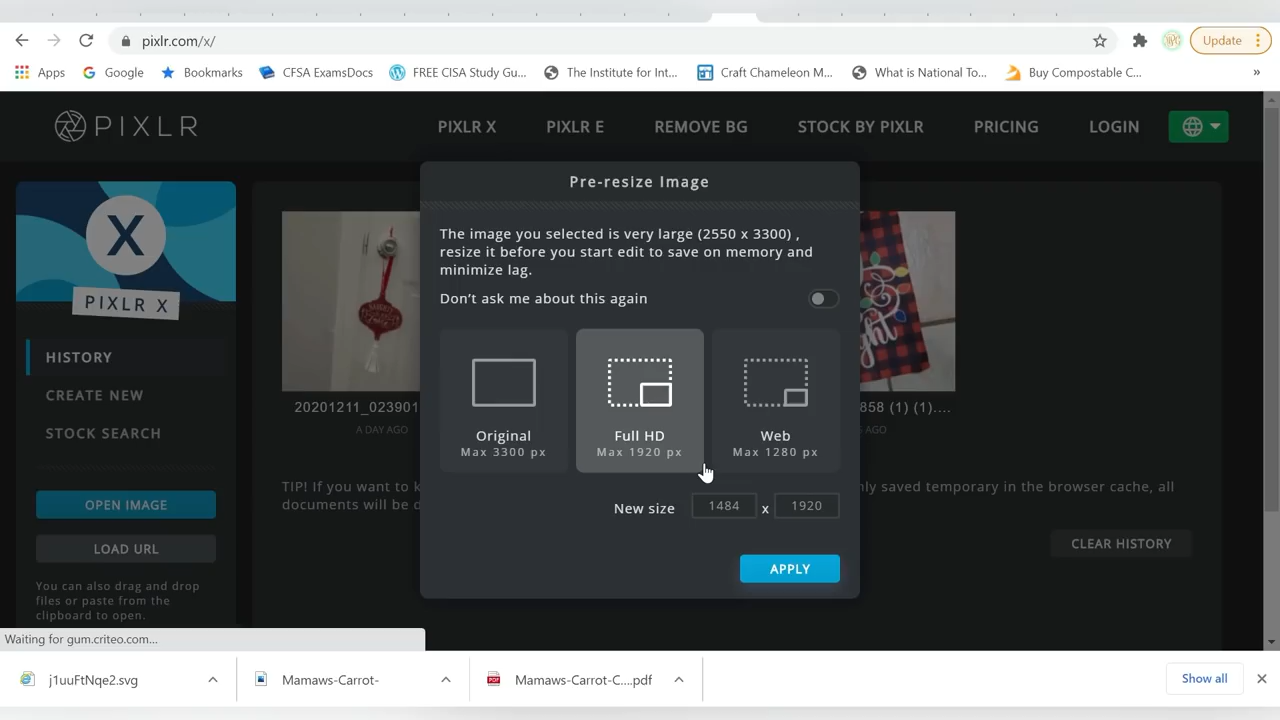 pixlr.com/x/
Update
Apps
Google
Bookmarks
CFSA ExamsDocs
FREE CPA Study Gu...
The Institute for Int...
Craft Chameleon M...
What is National To...
Buy Compostable C...
»
PIXLR
PIXLR X
PIXLR E
REMOVE BG
STOCK BY PIXLR
PRICING
LOGIN
X
PIXLR X
HISTORY
CREATE NEW
STOCK SEARCH
OPEN IMAGE
LOAD URL
You can also drag and drop
files or paste from the
clipboard to open.
20201211_023901
A DAY AGO
858 (1) (1)....
AGO
TIP! If you want to k
documents will be d
nly saved temporary in the browser cache, all
CLEAR HISTORY
Pre-resize Image
The image you selected is very large (2550 x 3300) ,
resize it before you start edit to save on memory and
minimize lag.
Don't ask me about this again
Original
Max 3300 px
Full HD
Max 1920 px
Web
Max 1280 px
New size 1484 x 1920
APPLY
Waiting for gum.criteo.com...
j1uuFtNqe2.svg
Mamaws-Carrot-
Mamaws-Carrot-C....pdf
Show all